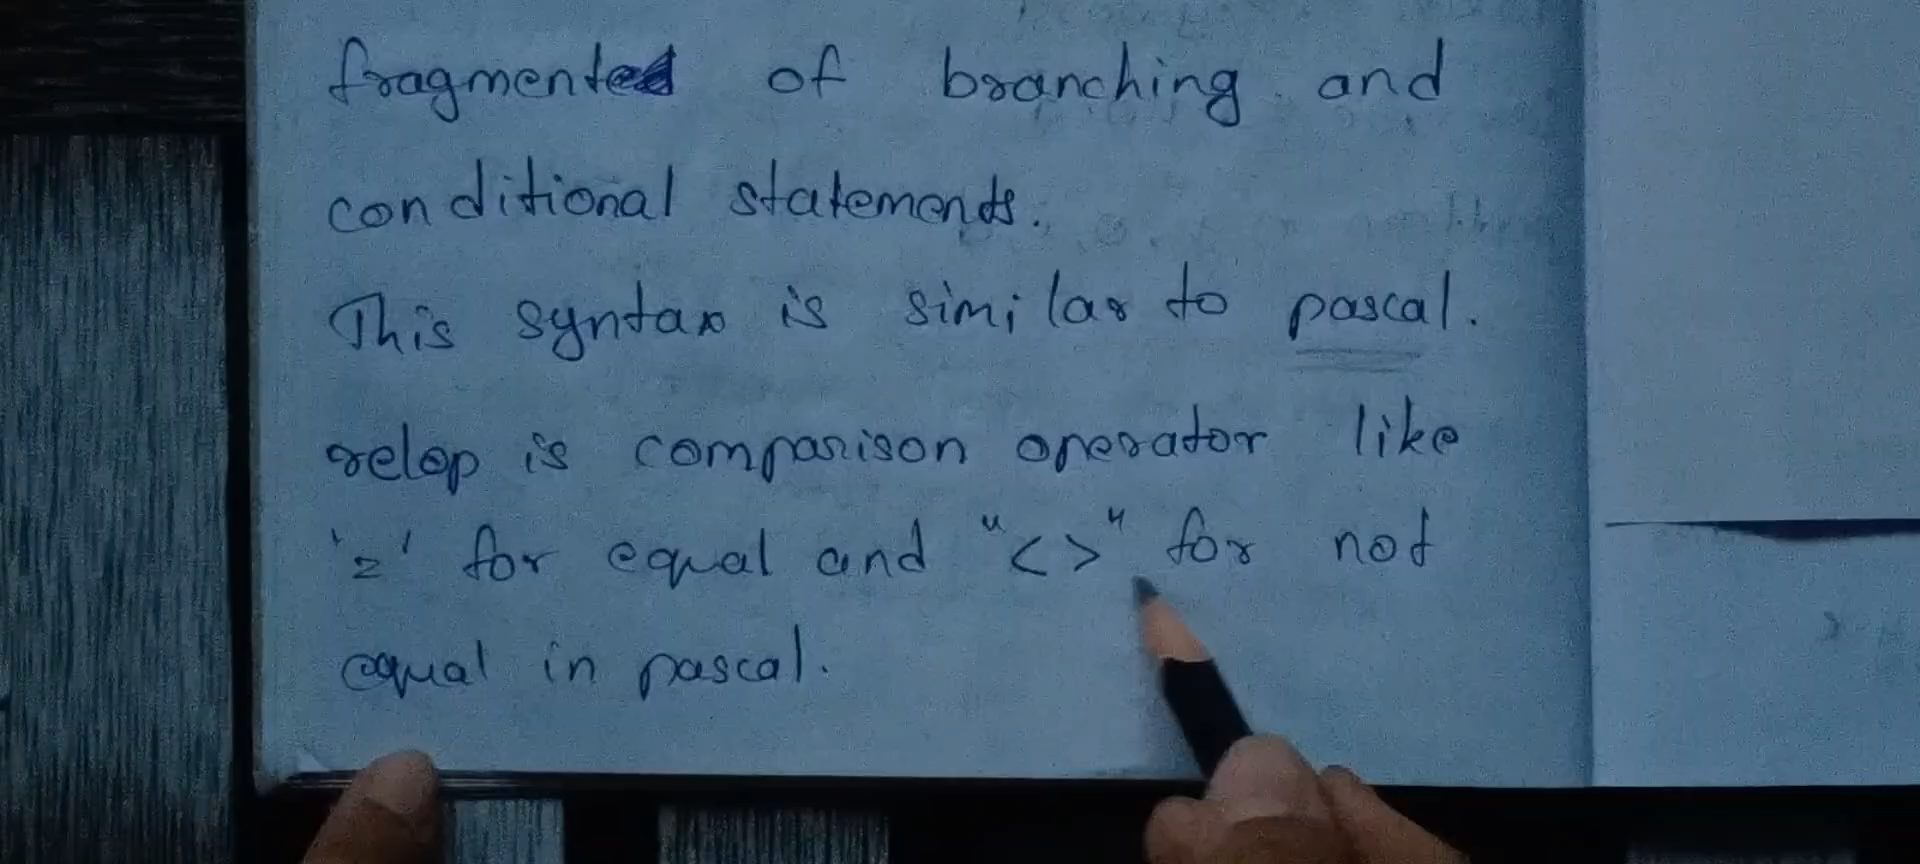 fragmented of branching and
conditional statements.
This syntax is similar to pascal.
relop is comparison operator like
'=' for equal and "<>" for not
equal in pascal.